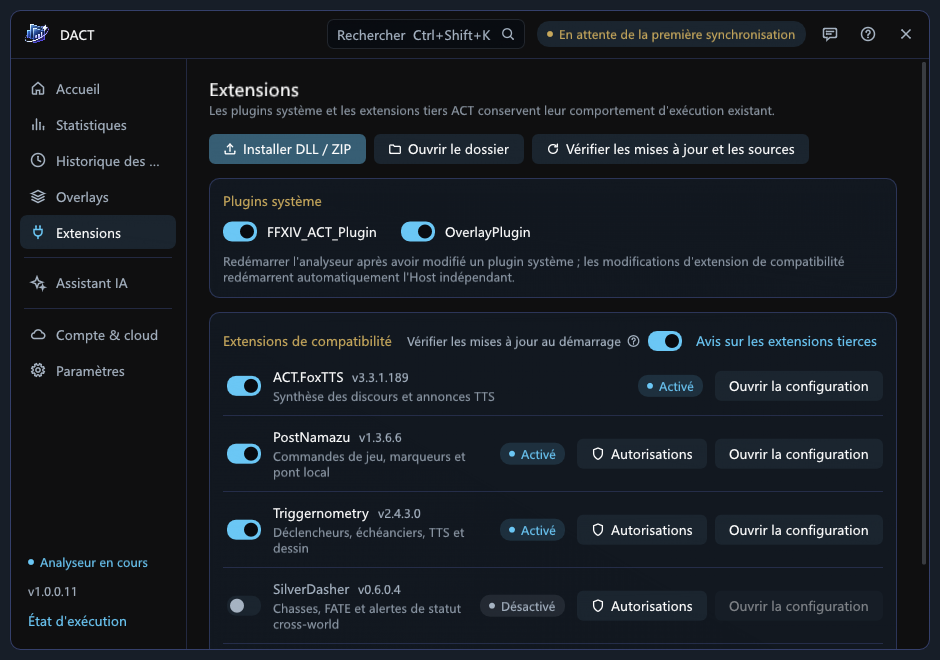 DACT
Rechercher Ctrl+Shift+K
En attente de la première synchronisation
Accueil
Statistiques
Historique des ...
Overlays
Extensions
Assistant IA
Compte & cloud
Paramètres
Analyseur en cours
v1.0.0.11
État d'exécution
Extensions
Les plugins système et les extensions tiers ACT conservent leur comportement d'exécution existant.
Installer DLL / ZIP
Ouvrir le dossier
Vérifier les mises à jour et les sources
Plugins système
FFXIV_ACT_Plugin
OverlayPlugin
Redémarrer l'analyseur après avoir modifié un plugin système ; les modifications d'extension de compatibilité
redémarrent automatiquement l'Host indépendant.
Extensions de compatibilité
Vérifier les mises à jour au démarrage
Avis sur les extensions tierces
ACT.FoxTTS v3.3.1.189
Synthèse des discours et annonces TTS
Activé
Ouvrir la configuration
PostNamazu v1.3.6.6
Commandes de jeu, marqueurs et
pont local
Activé
Autorisations
Ouvrir la configuration
Triggernometry v2.4.3.0
Déclencheurs, échéanciers, TTS et
dessin
Activé
Autorisations
Ouvrir la configuration
SilverDasher v0.6.0.4
Chasses, FATE et alertes de statut
cross-world
Désactivé
Autorisations
Ouvrir la configuration